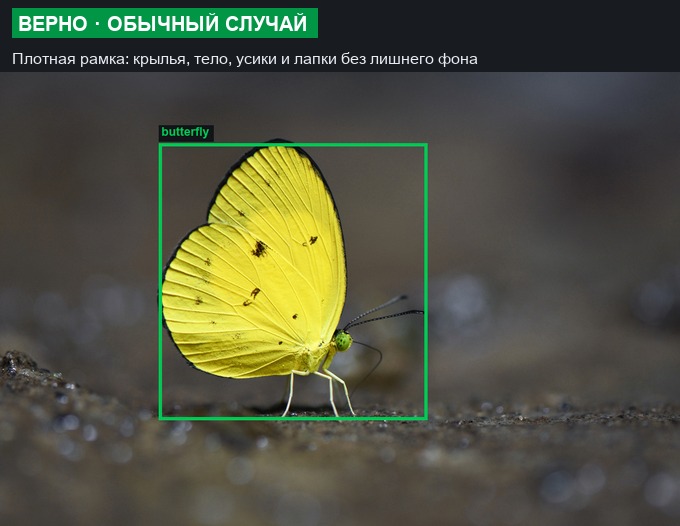 ВЕРНО · ОБЫЧНЫЙ СЛУЧАЙ
Плотная рамка: крылья, тело, усики и лапки без лишнего фона
butterfly